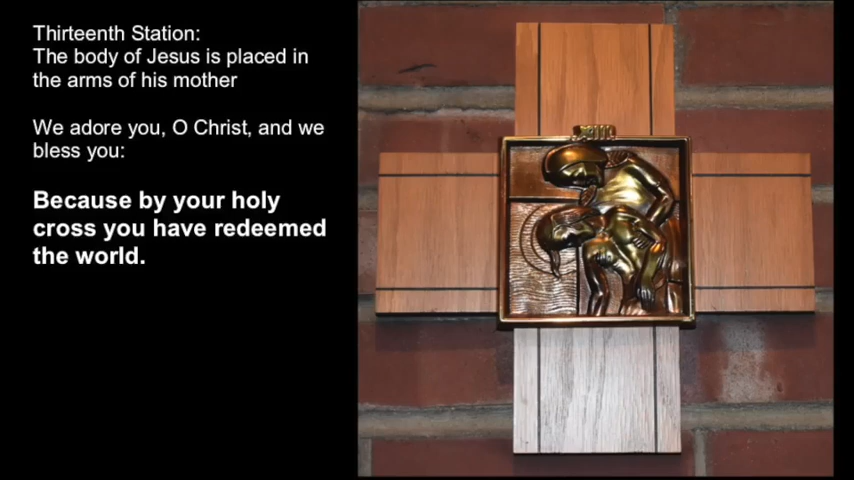 Thirteenth Station:
The body of Jesus is placed in
the arms of his mother
We adore you, O Christ, and we
bless you:
Because by your holy
cross you have redeemed
the world.
XIII